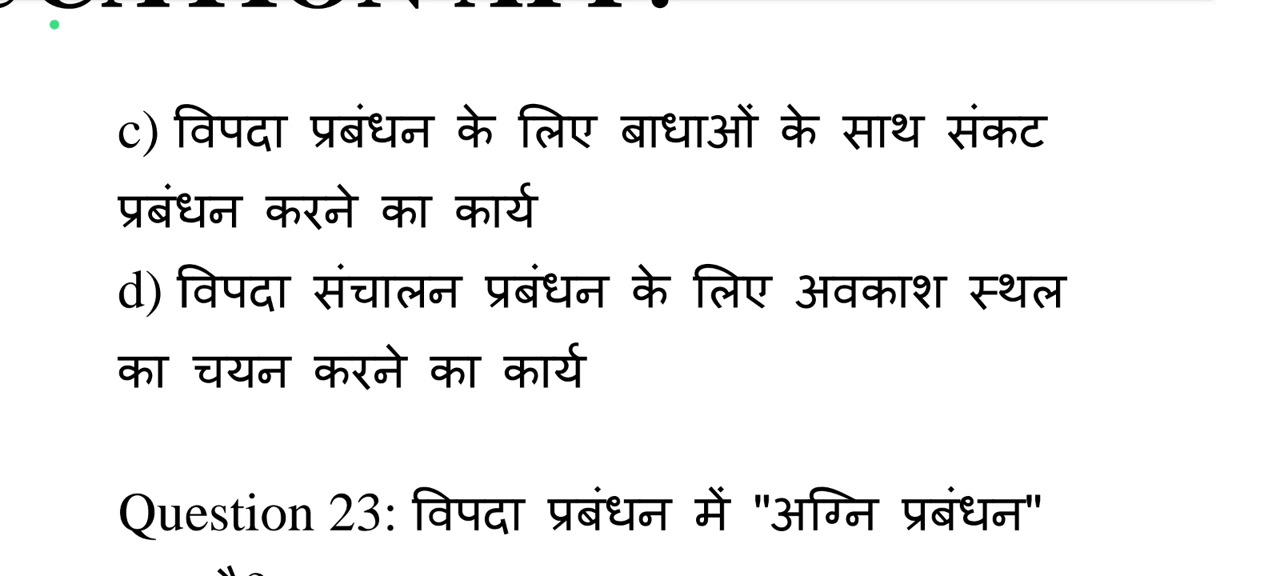 c) विपदा प्रबंधन के लिए बाधाओं के साथ संकट
प्रबंधन करने का कार्य
d) विपदा संचालन प्रबंधन के लिए अवकाश स्थल
का चयन करने का कार्य
Question 23: विपदा प्रबंधन में "अग्नि प्रबंधन"